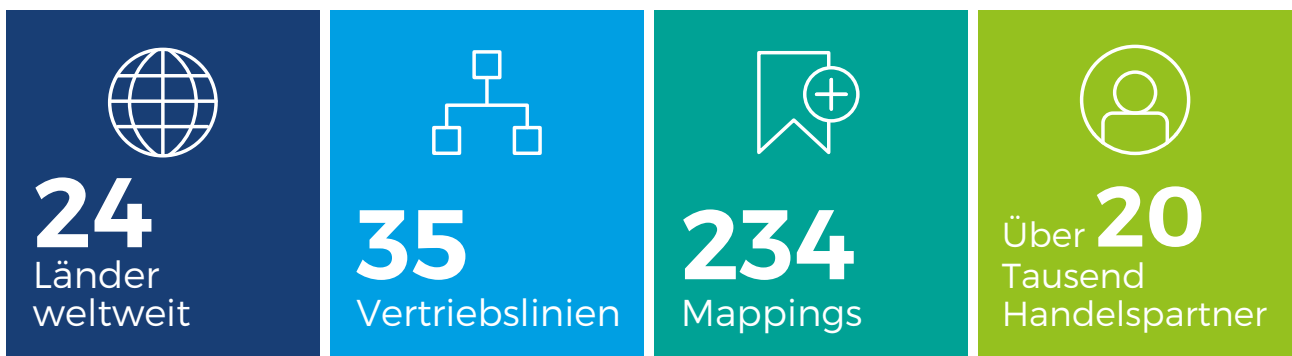 24
Länder
weltweit
35
Vertriebslinien
234
Mappings
Über 20
Tausend
Handelspartner